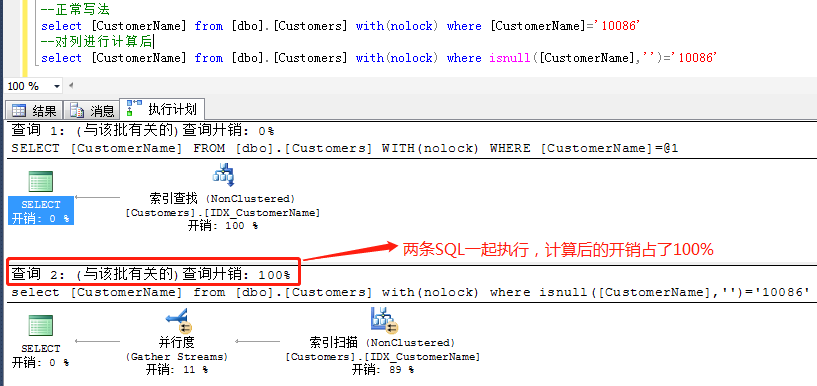 --正常写法
select [CustomerName] from [dbo].[Customers] with(nolock) where [CustomerName]='10086'
--对列进行计算后
select [CustomerName] from [dbo].[Customers] with(nolock) where isnull([CustomerName],'')='10086'
100 %
结果 消息 执行计划
查询 1: (与该批有关的)查询开销: 0%
SELECT [CustomerName] FROM [dbo].[Customers] WITH(nolock) WHERE [CustomerName]=@1
SELECT
开销: 0 %
索引查找 (NonClustered)
[Customers].[IDX_CustomerName]
开销: 100 %
两条SQL一起执行，计算后的开销占了100%
查询 2: (与该批有关的)查询开销: 100%
select [CustomerName] from [dbo].[Customers] with(nolock) where isnull([CustomerName],'')='10086'
SELECT
开销: 0 %
并行度
(Gather Streams)
开销: 11 %
索引扫描 (NonClustered)
[Customers].[IDX_CustomerName]
开销: 89 %